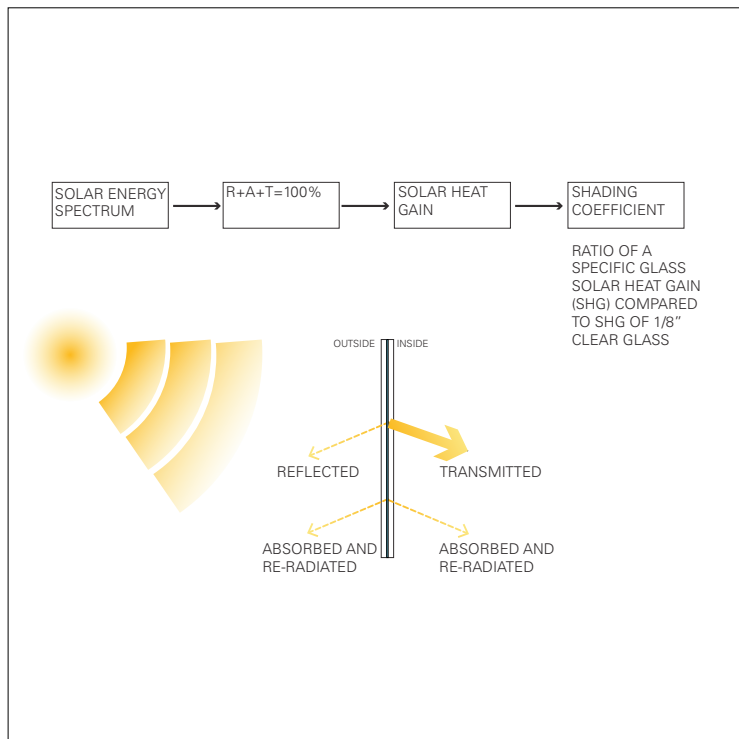 SOLAR ENERGY
SPECTRUM
R+A+T=100%
SOLAR HEAT
GAIN
SHADING
COEFFICIENT
RATIO OF A
SPECIFIC GLASS
SOLAR HEAT GAIN
(SHG) COMPARED
TO SHG OF 1/8”
CLEAR GLASS
OUTSIDE
INSIDE
REFLECTED
TRANSMITTED
ABSORBED AND
RE-RADIATED
ABSORBED AND
RE-RADIATED